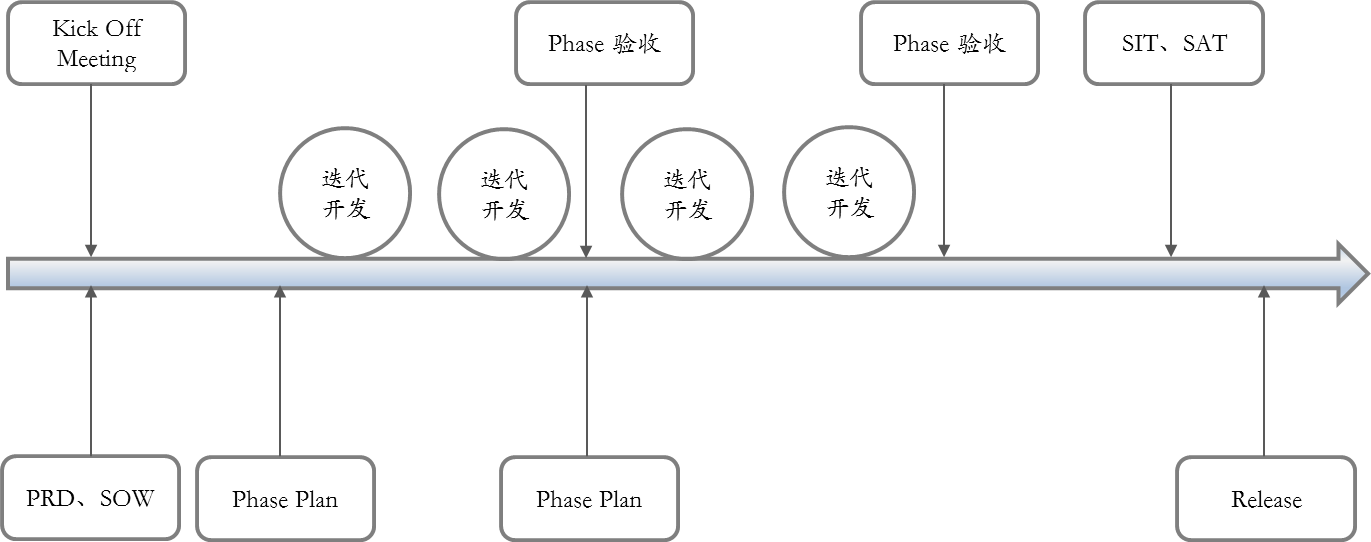 Kick Off
Meeting
Phase 验收
Phase 验收
SIT、SAT
迭代
开发
迭代
开发
迭代
开发
迭代
开发
PRD、SOW
Phase Plan
Phase Plan
Release